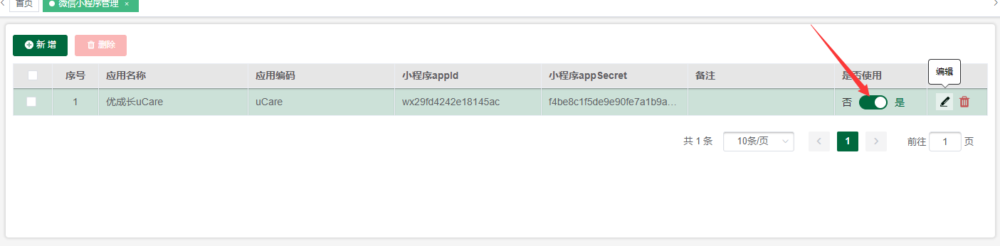 首页 微信小程序管理 ×
新增 删除
编辑
序号 应用名称 应用编码 小程序appId 小程序appSecret 备注 是否使用
1 优成长uCare uCare wx29fd4242e18145ac f4be8c1f5de9e90fe7a1b9a... 否 是
共 1 条 10条/页 1 前往 1 页